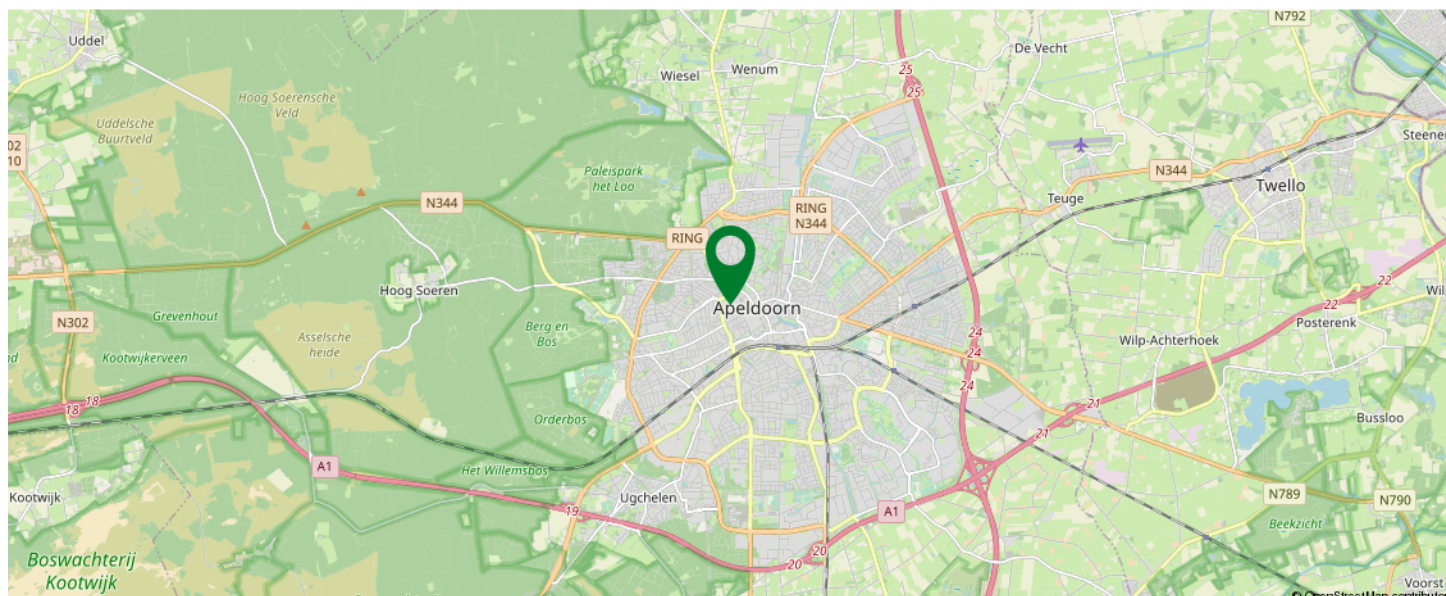 N792
Uddel
De Vecht
Wiesel
Wenum
25
25
Hoog Soerensche
Veld
Uddelsche
Buurtveld
10
Steener
Paleispark
het Loo
N344
Twello
Teuge
N344
RING
N344
RING
Hoog Soeren
22
22
Apeldoorn
Grevenhout
N302
Berg en
Bos
Posterenk
Asselsche
heide
24
Wilp-Achterhoek
24
Kootwijkerveen
24
18
18
21
Orderbos
Bussloo
21
A1
Het Willemsbos
Kootwijk
Ugchelen
N789
N790
19
A1
Beekzicht
20
Boswachterij
Kootwijk
20
Voorst
© OpenStreetMap contributor